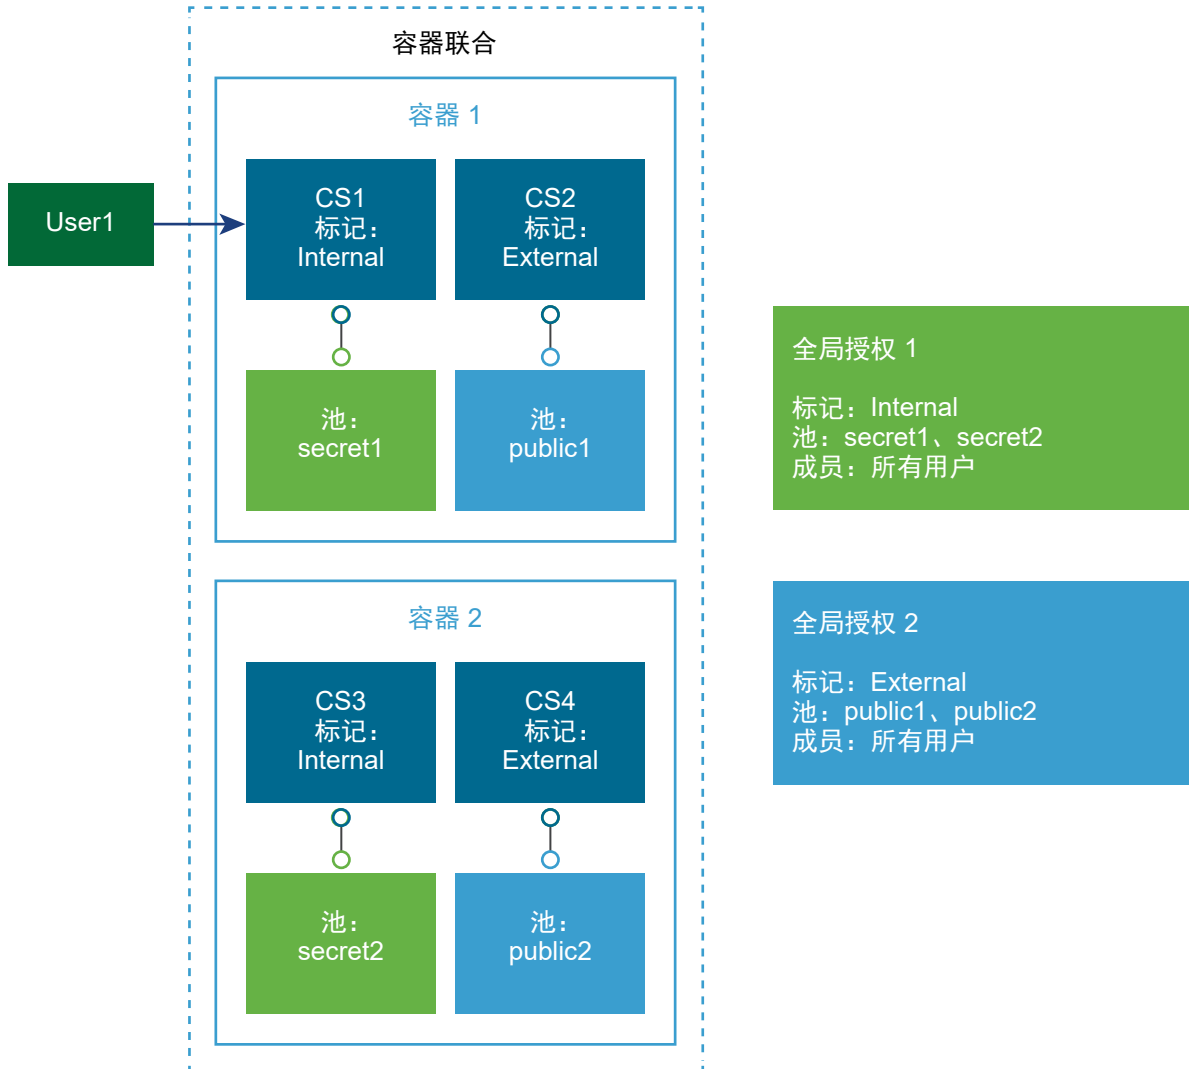 容器联合
容器 1
User1
CS1
标记：
Internal
CS2
标记：
External
池：
secret1
池：
public1
全局授权 1
标记：Internal
池：secret1、secret2
成员：所有用户
容器 2
CS3
标记：
Internal
CS4
标记：
External
池：
secret2
池：
public2
全局授权 2
标记：External
池：public1、public2
成员：所有用户